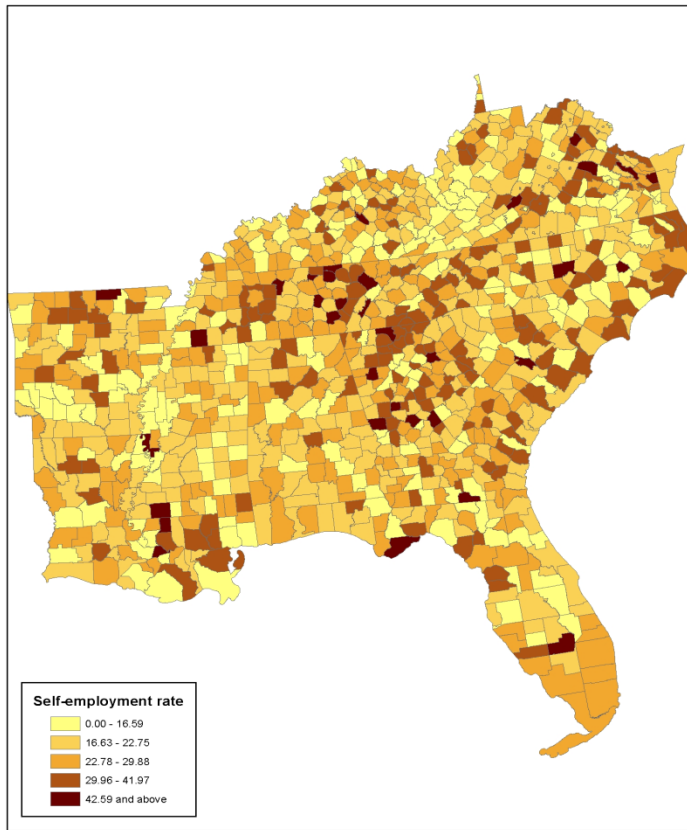 Self-employment rate
0.00 - 16.59
16.63 - 22.75
22.78 - 29.88
29.96 - 41.97
42.59 and above